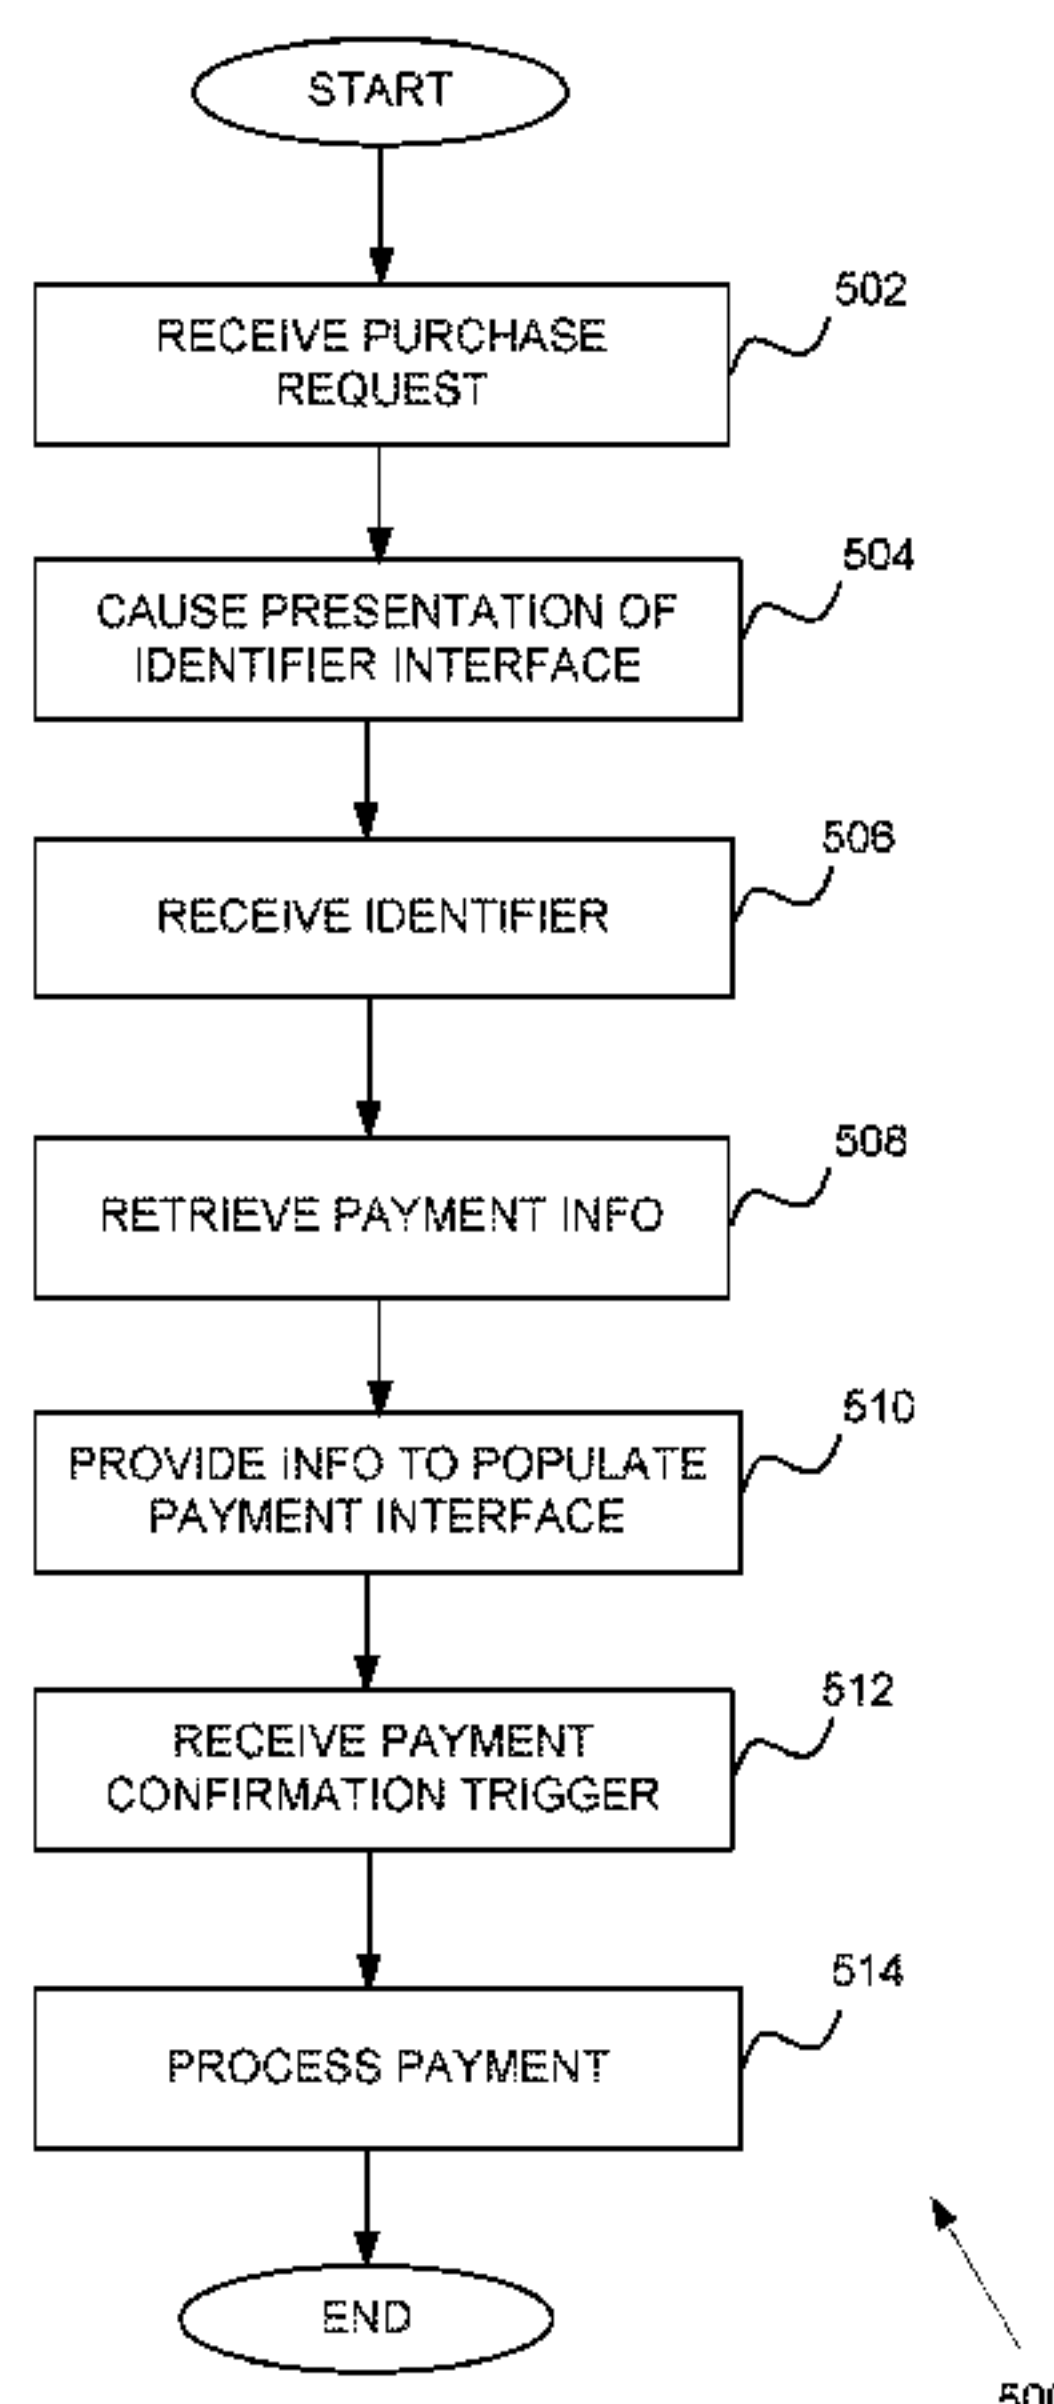 START
502
RECEIVE PURCHASE
REQUEST
504
CAUSE PRESENTATION OF
IDENTIFIER INTERFACE
506
RECEIVE IDENTIFIER
508
RETRIEVE PAYMENT INFO
510
PROVIDE INFO TO POPULATE
PAYMENT INTERFACE
512
RECEIVE PAYMENT
CONFIRMATION TRIGGER
514
PROCESS PAYMENT
END